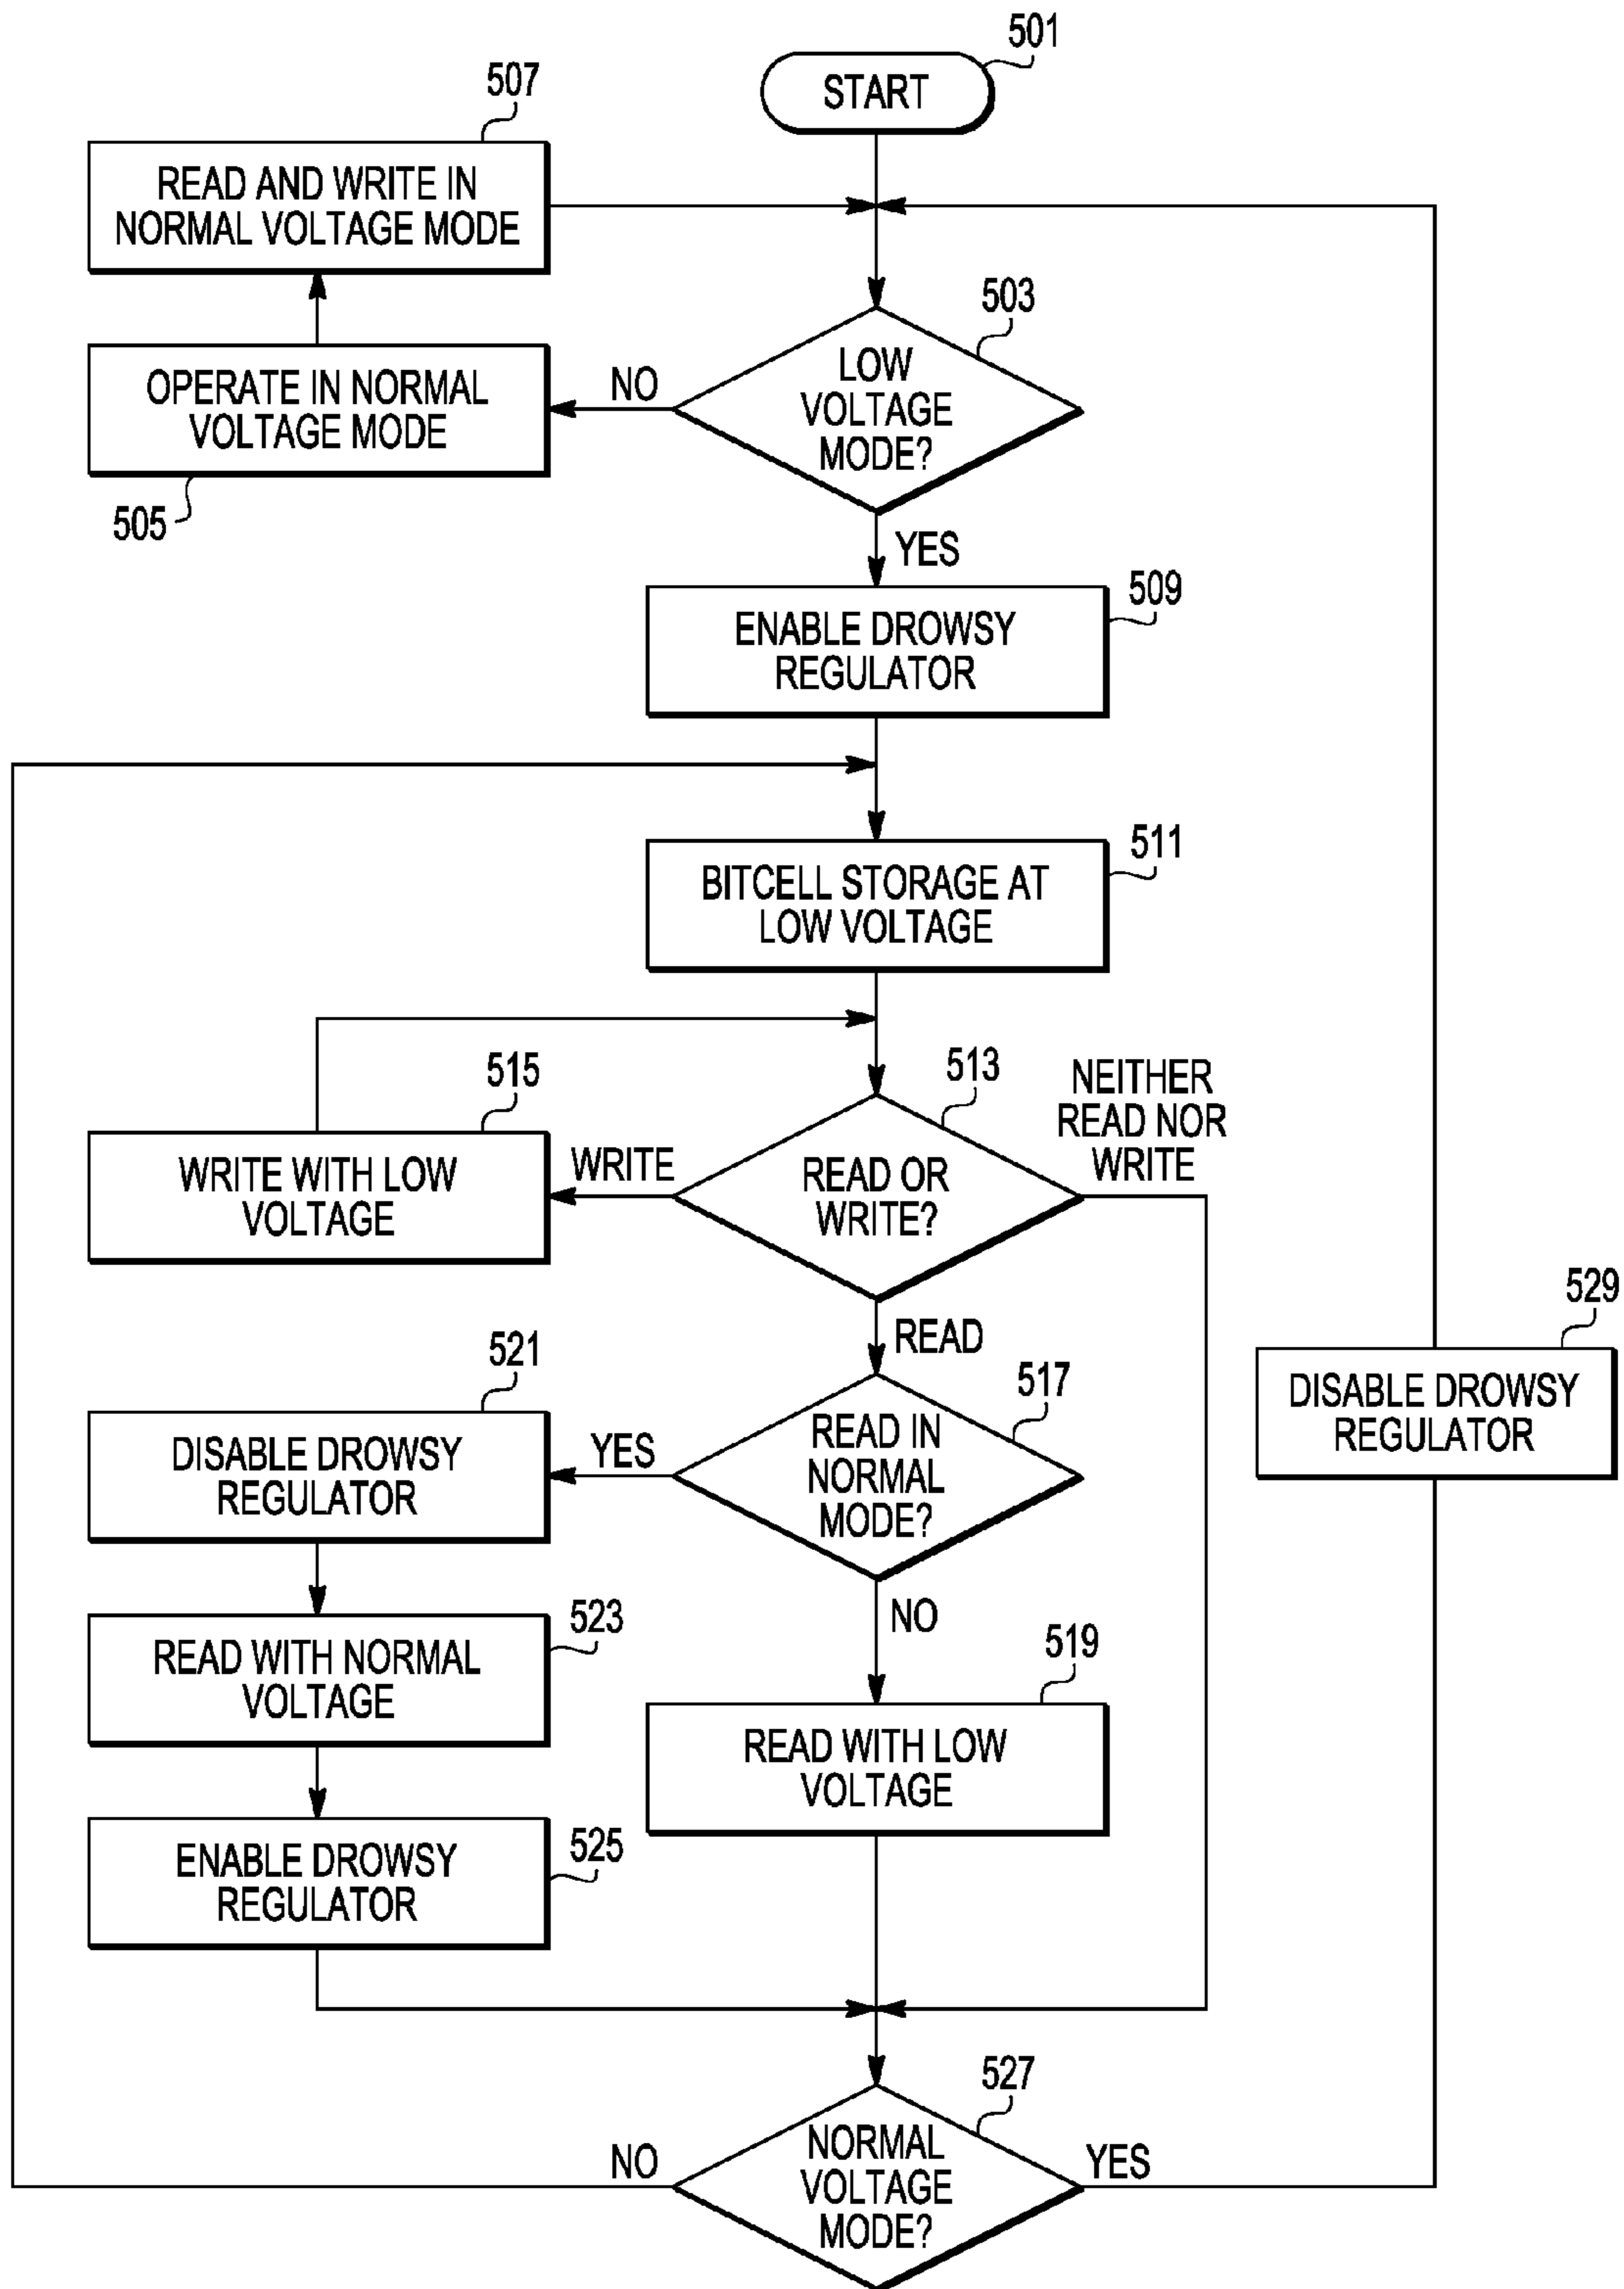 501
START
507
READ AND WRITE IN
NORMAL VOLTAGE MODE
503
LOW
VOLTAGE
MODE?
NO
OPERATE IN NORMAL
VOLTAGE MODE
505
YES
509
ENABLE DROWSY
REGULATOR
511
BITCELL STORAGE AT
LOW VOLTAGE
513
NEITHER
READ NOR
WRITE
515
WRITE
WRITE WITH LOW
VOLTAGE
READ OR
WRITE?
READ
529
DISABLE DROWSY
REGULATOR
521
517
YES
DISABLE DROWSY
REGULATOR
READ IN
NORMAL
MODE?
NO
523
READ WITH NORMAL
VOLTAGE
519
READ WITH LOW
VOLTAGE
ENABLE DROWSY
REGULATOR
525
527
NO
NORMAL
VOLTAGE
MODE?
YES